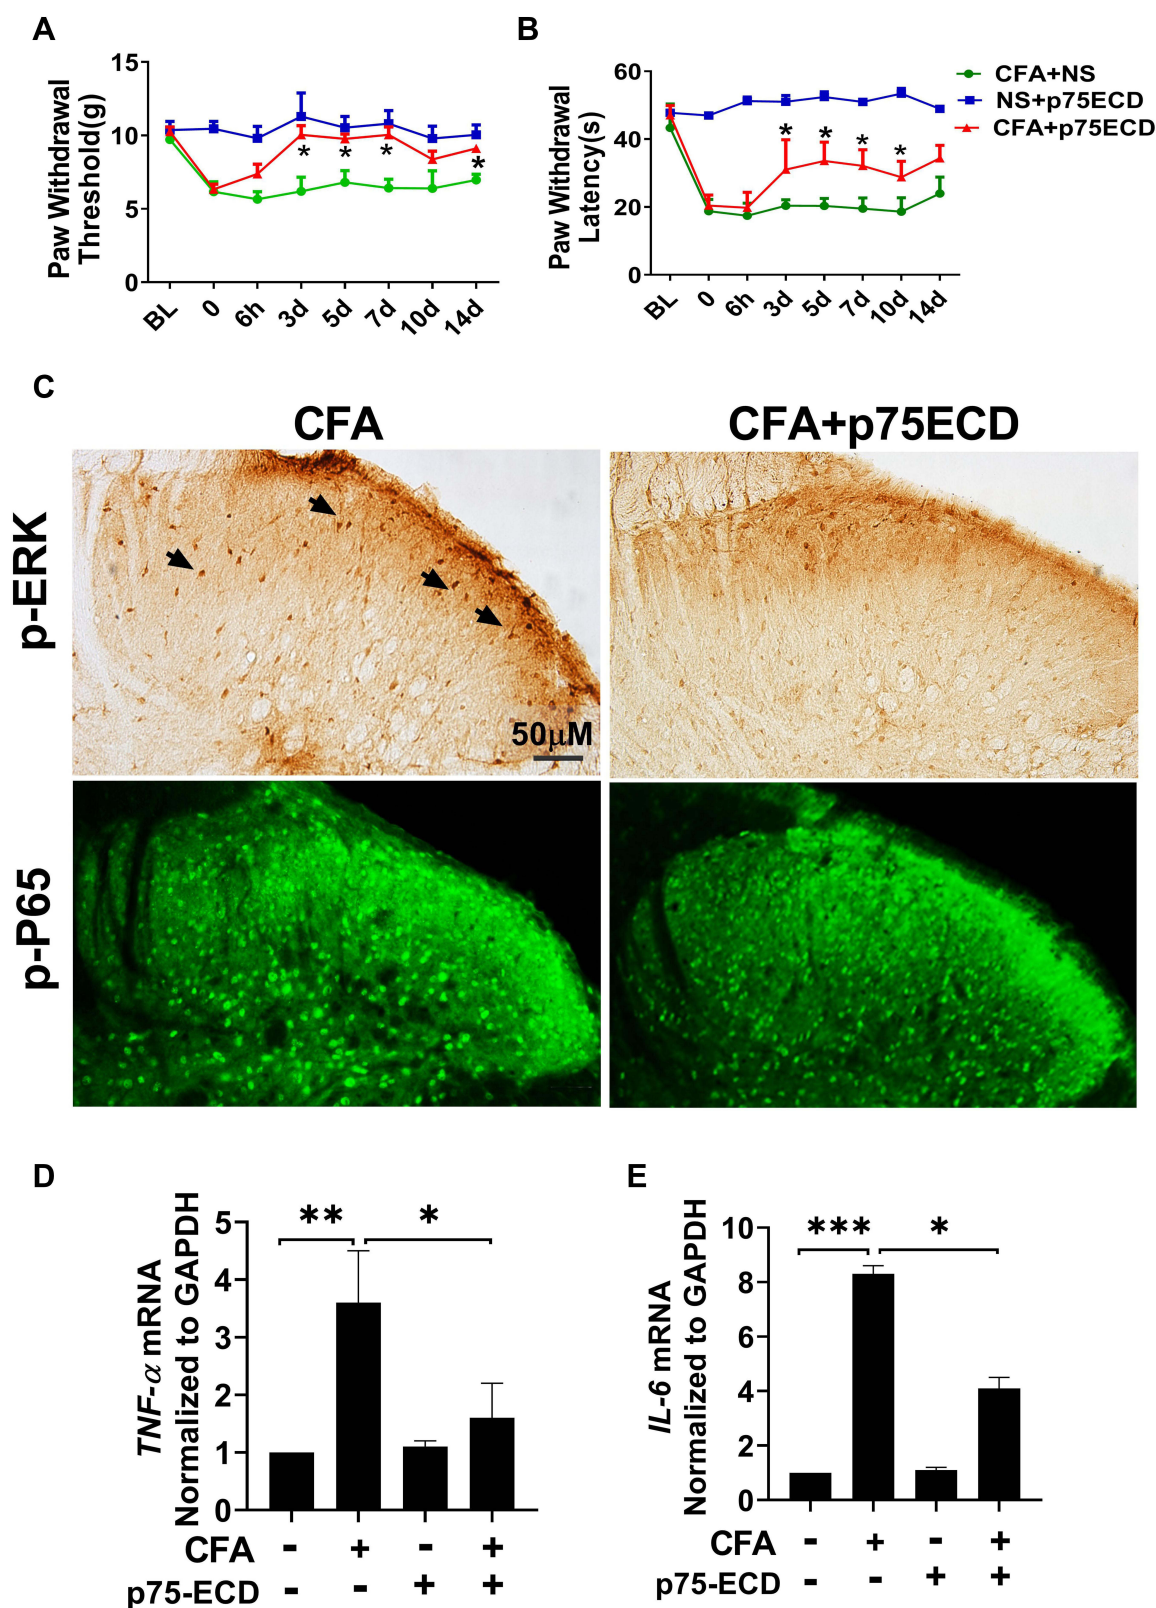 A
B
Paw Withdrawal
Threshold(g)
15
10
5
0
*
*
*
*
BL
0
6h
3d
5d
7d
10d
14d
Paw Withdrawal
Latency(s)
60
40
20
0
*
*
*
*
BL
0
6h
3d
5d
7d
10d
14d
CFA+NS
NS+p75ECD
CFA+p75ECD
C
CFA
CFA+p75ECD
p-ERK
50μM
p-P65
D
E
TNF-α mRNA
Normalized to GAPDH
5
4
3
2
1
0
**
*
CFA - + - +
p75-ECD - - + +
IL-6 mRNA
Normalized to GAPDH
10
8
6
4
2
0
***
*
CFA - + - +
p75-ECD - - + +